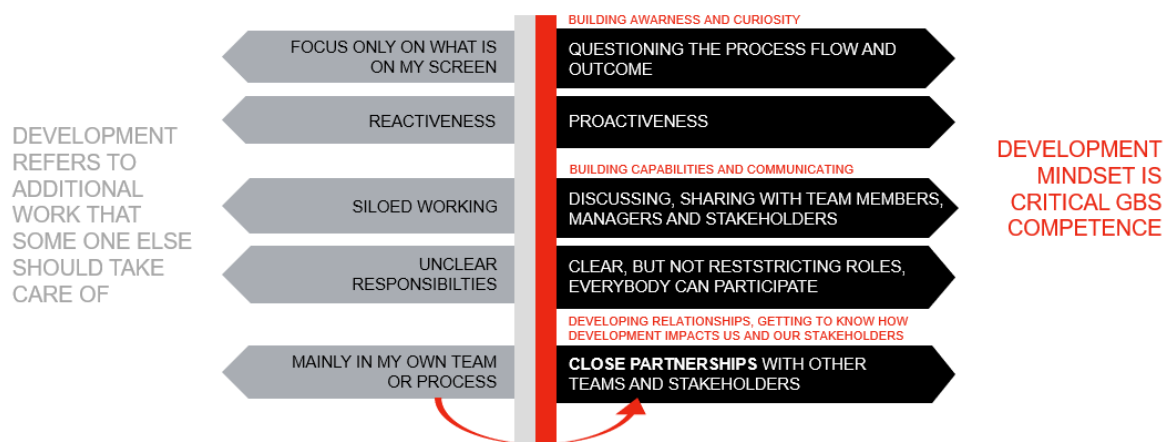 DEVELOPMENT
REFERS TO
ADDITIONAL
WORK THAT
SOME ONE ELSE
SHOULD TAKE
CARE OF
FOCUS ONLY ON WHAT IS
ON MY SCREEN
REACTIVENESS
SILOED WORKING
UNCLEAR
RESPONSIBILTIES
MAINLY IN MY OWN TEAM
OR PROCESS
BUILDING AWARNESS AND CURIOSITY
QUESTIONING THE PROCESS FLOW AND
OUTCOME
PROACTIVENESS
BUILDING CAPABILITIES AND COMMUNICATING
DISCUSSING, SHARING WITH TEAM MEMBERS,
MANAGERS AND STAKEHOLDERS
CLEAR, BUT NOT RESTSTRICTING ROLES,
EVERYBODY CAN PARTICIPATE
DEVELOPING RELATIONSHIPS, GETTING TO KNOW HOW
DEVELOPMENT IMPACTS US AND OUR STAKEHOLDERS
CLOSE PARTNERSHIPS WITH OTHER
TEAMS AND STAKEHOLDERS
DEVELOPMENT
MINDSET IS
CRITICAL GBS
COMPETENCE